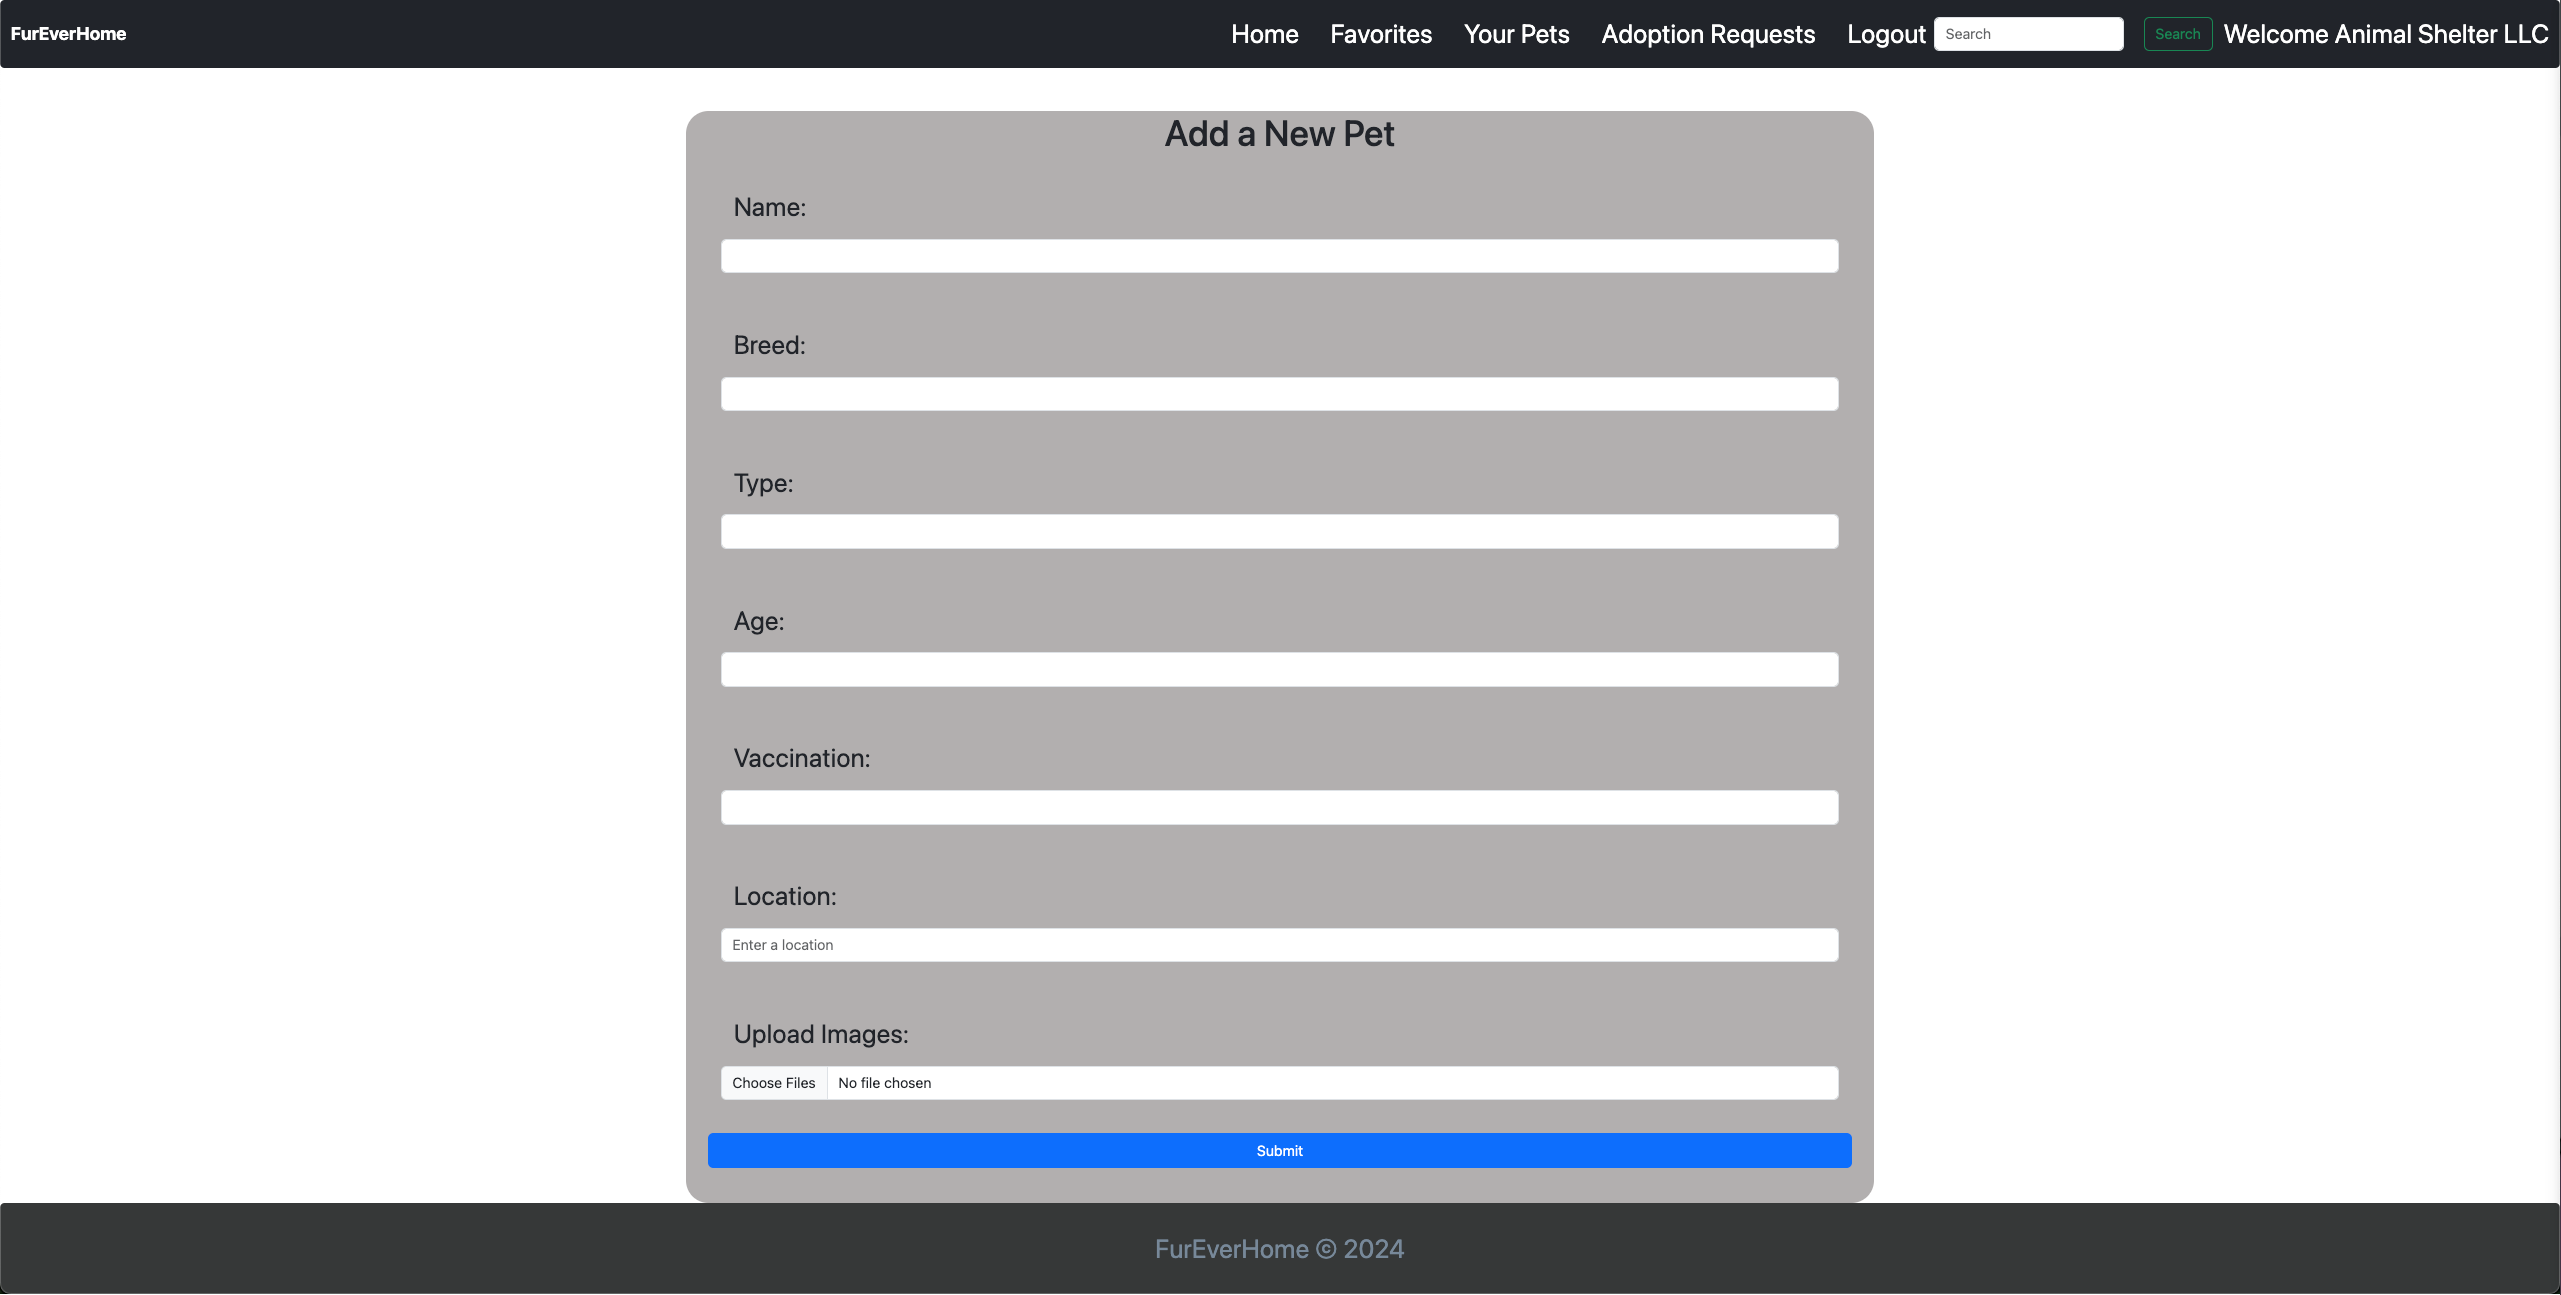 FurEverHome
Home Favorites Your Pets Adoption Requests Logout Search Search Welcome Animal Shelter LLC
Add a New Pet
Name:
Breed:
Type:
Age:
Vaccination:
Location:
Enter a location
Upload Images:
Choose Files No file chosen
Submit
FurEverHome © 2024